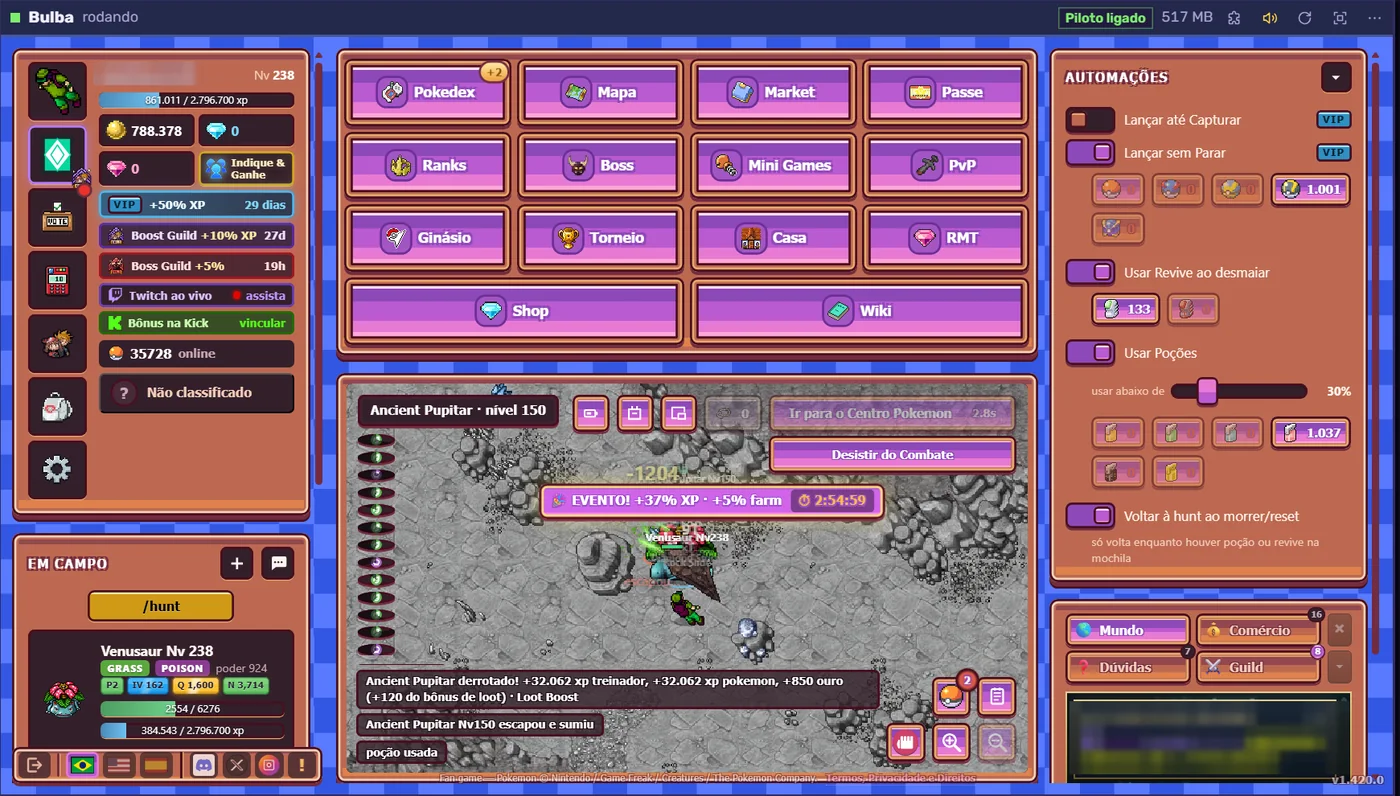 Bulba rodando
Piloto ligado 517 MB
Nv 238
861.011 / 2.796.700 xp
788.378
0
0
Indique &
Ganhe
VIP +50% XP 29 dias
Boost Guild +10% XP 27d
Boss Guild +5% 19h
Twitch ao vivo assista
Bônus na Kick vincular
35728 online
? Não classificado
VOTE
EM CAMPO
+
/hunt
Venusaur Nv 238
GRASS POISON poder 924
P2 IV 162 Q 1,600 N 3,714
2554 / 6276
384.543 / 2.796.700 xp
Pokedex +2
Mapa
Market
Passe
Ranks
Boss
Mini Games
PvP
Ginásio
Torneio
Casa
RMT
Shop
Wiki
Ancient Pupitar · nível 150
Ir para o Centro Pokemon 2.8s
Desistir do Combate
-1204
EVENTO! +37% XP · +5% farm 2:54:59
Venusaur Nv238
Ancient Pupitar derrotado! +32.062 xp treinador, +32.062 xp pokemon, +850 ouro
(+120 do bônus de loot) · Loot Boost
Ancient Pupitar Nv150 escapou e sumiu
poção usada
2
Fan game — Pokemon © Nintendo / Game Freak / Creatures / The Pokemon Company. Termos, Privacidade e Direitos
AUTOMAÇÕES
Lançar até Capturar VIP
Lançar sem Parar VIP
0 0 0 1.001
0
Usar Revive ao desmaiar
133
Usar Poções
usar abaixo de 30%
1.037
Voltar à hunt ao morrer/reset
só volta enquanto houver poção ou revive na
mochila
Mundo
Comércio 16
Dúvidas 7
Guild 8
v1.420.0